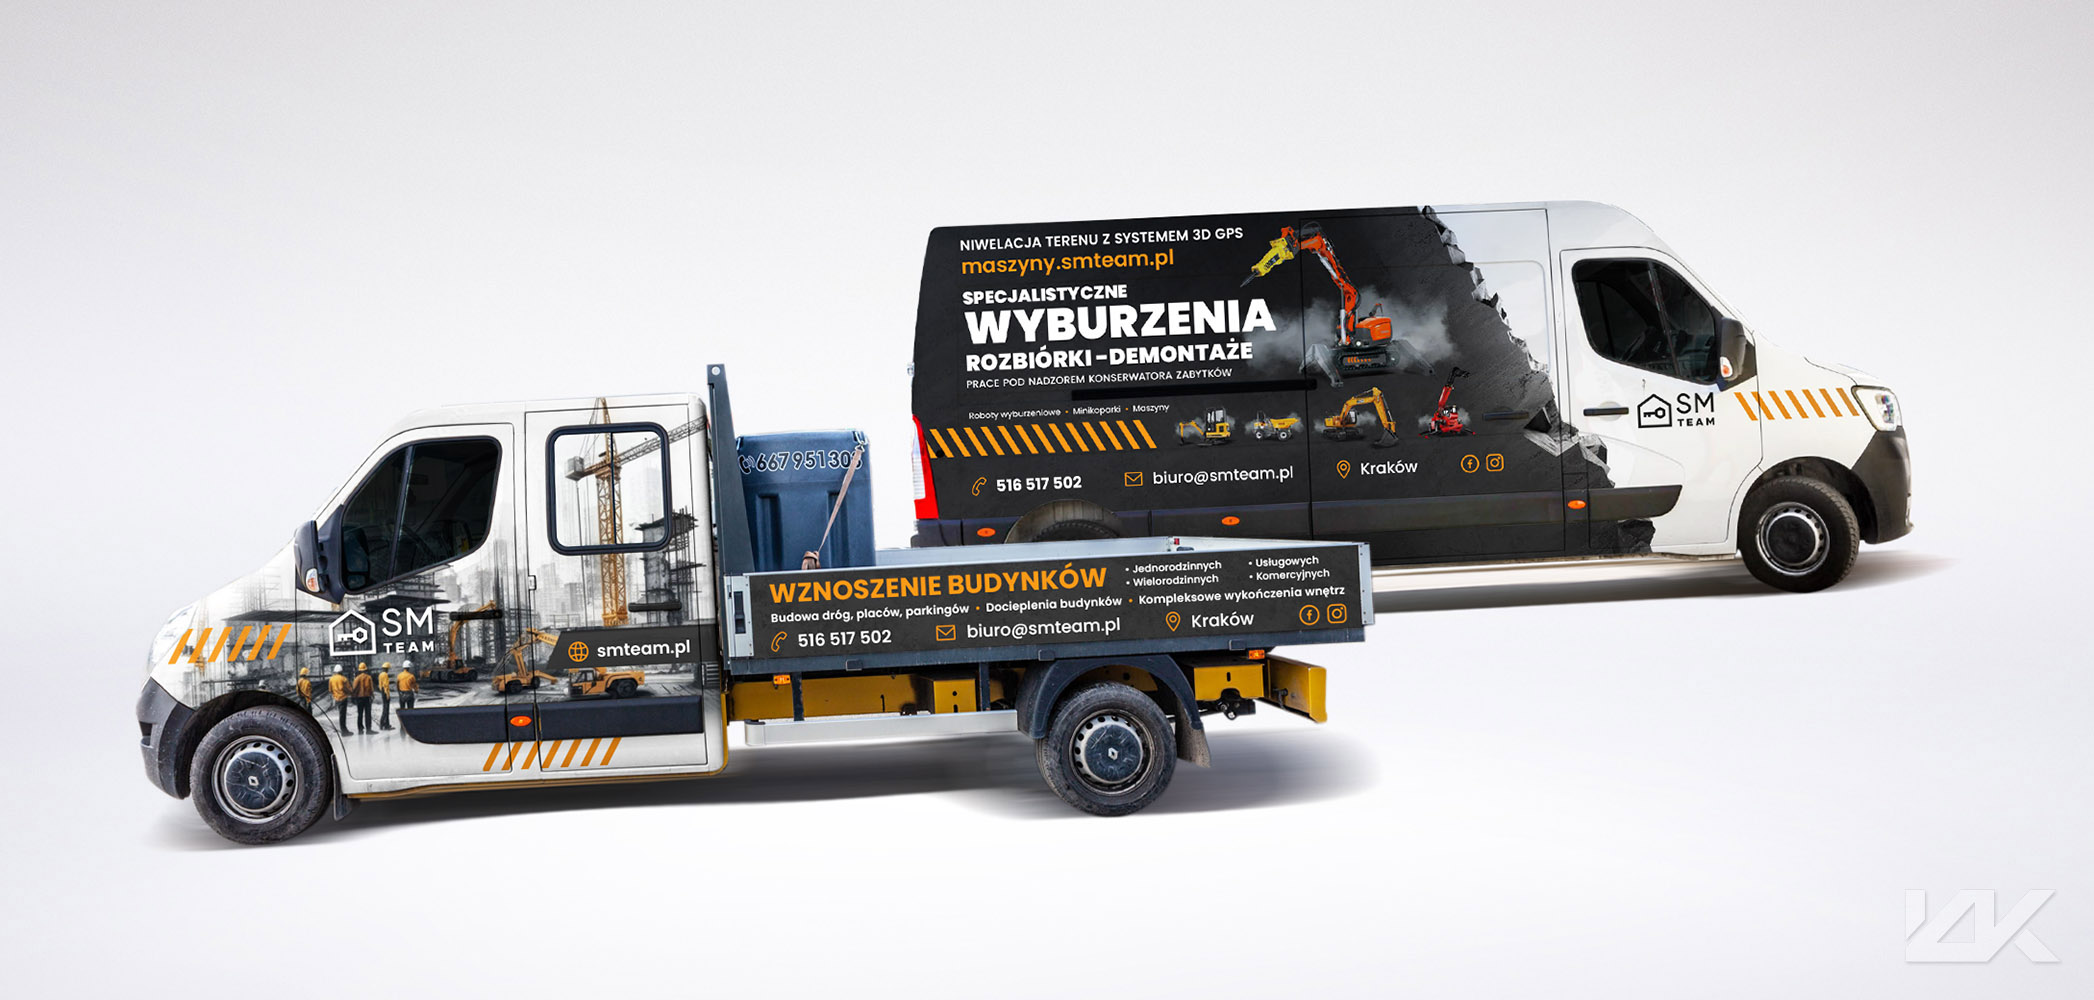 NIWELACJA TERENU Z SYSTEMEM 3D GPS
maszyny.smteam.pl
SPECJALISTYCZNE
WYBURZENIA
ROZBIÓRKI – DEMONTAŻE
PRACE POD NADZOREM KONSERWATORA ZABYTKÓW
Roboty wyburzeniowe • Minikoparki • Maszyny
516 517 502
biuro@smteam.pl
Kraków
SM
TEAM
667 951 306
SM
TEAM
smteam.pl
WZNOSZENIE BUDYNKÓW
• Jednorodzinnych
• Wielorodzinnych
• Usługowych
• Komercyjnych
Budowa dróg, placów, parkingów • Docieplenia budynków • Kompleksowe wykończenia wnętrz
516 517 502
biuro@smteam.pl
Kraków